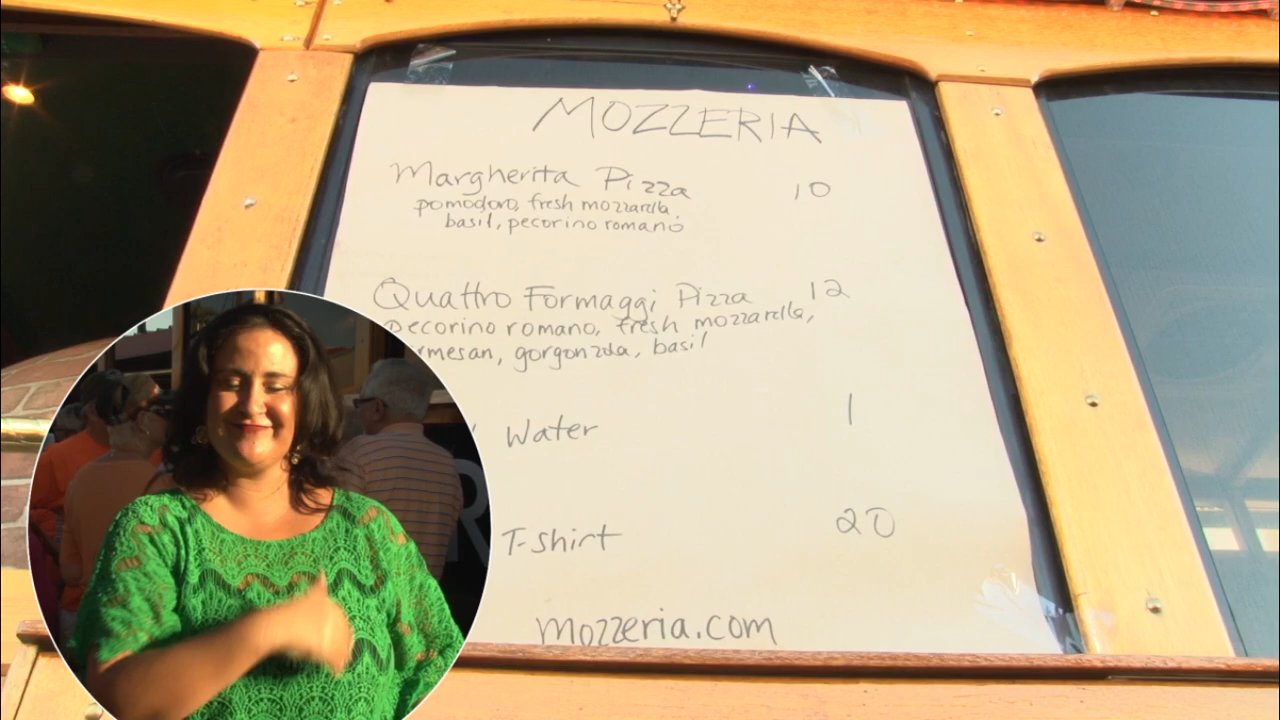 MOZZERIA
Margherita Pizza 10
pomodoro, fresh mozzarella,
basil, pecorino romano
Quattro Formaggi Pizza 12
pecorino romano, fresh mozzarella,
rmesan, gorgonzola, basil
Water 1
T-shirt 20
mozzeria.com
R